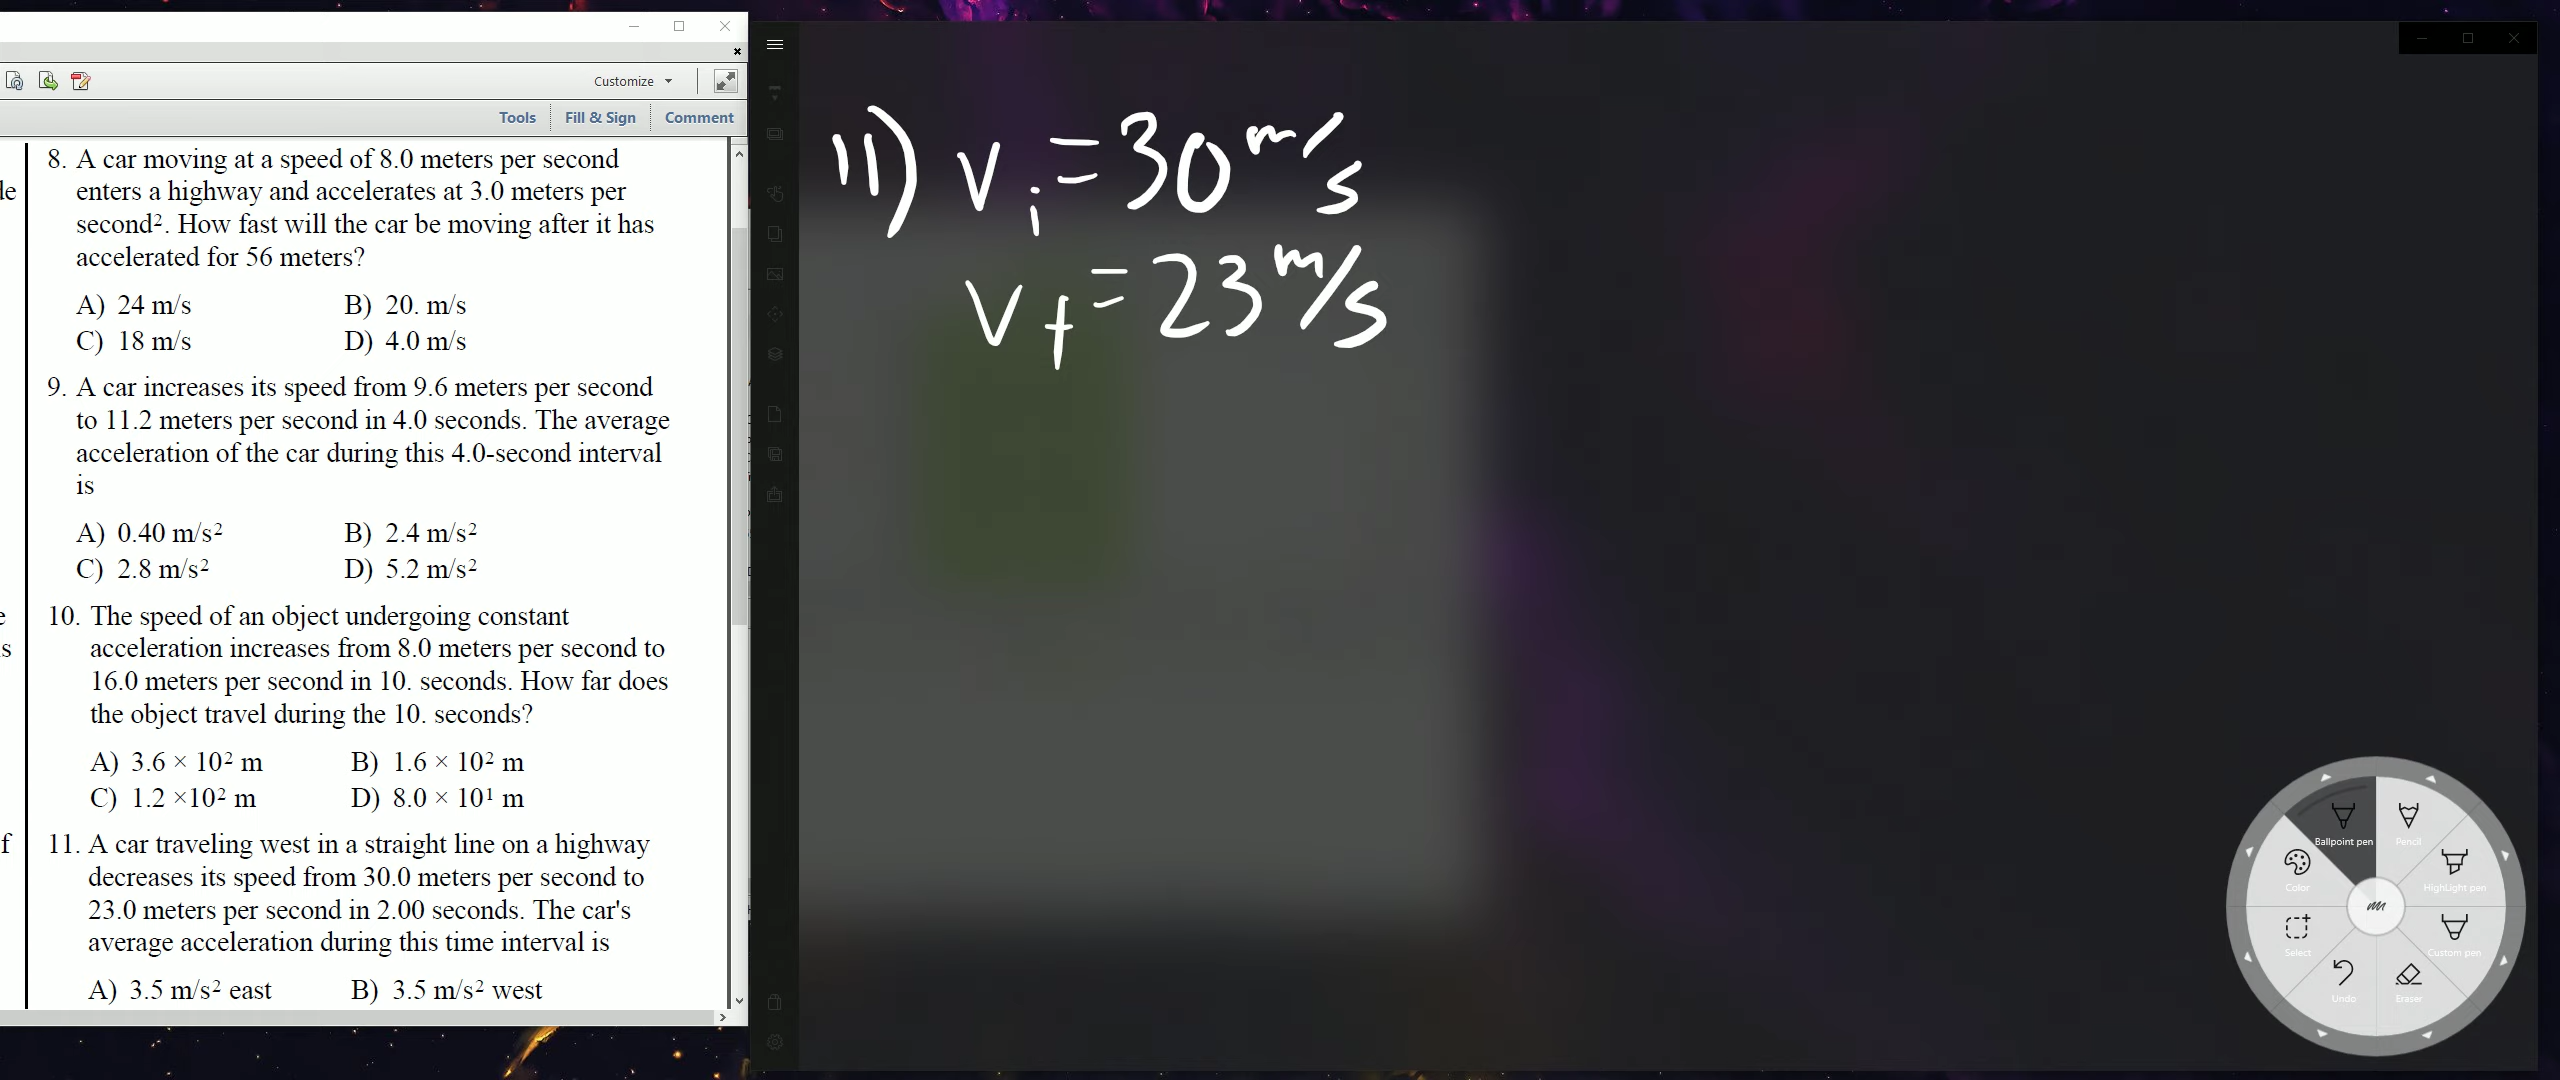 Customize
Tools Fill & Sign Comment
8. A car moving at a speed of 8.0 meters per second
enters a highway and accelerates at 3.0 meters per
second². How fast will the car be moving after it has
accelerated for 56 meters?
A) 24 m/s B) 20. m/s
C) 18 m/s D) 4.0 m/s
9. A car increases its speed from 9.6 meters per second
to 11.2 meters per second in 4.0 seconds. The average
acceleration of the car during this 4.0-second interval
is
A) 0.40 m/s² B) 2.4 m/s²
C) 2.8 m/s² D) 5.2 m/s²
10. The speed of an object undergoing constant
acceleration increases from 8.0 meters per second to
16.0 meters per second in 10. seconds. How far does
the object travel during the 10. seconds?
A) 3.6 × 10² m B) 1.6 × 10² m
C) 1.2 ×10² m D) 8.0 × 10¹ m
11. A car traveling west in a straight line on a highway
decreases its speed from 30.0 meters per second to
23.0 meters per second in 2.00 seconds. The car's
average acceleration during this time interval is
A) 3.5 m/s² east B) 3.5 m/s² west
11) vi = 30 m/s
vf = 23 m/s
Ballpoint pen
Pencil
Color
HighLight pen
Select
Custom pen
Undo
Eraser